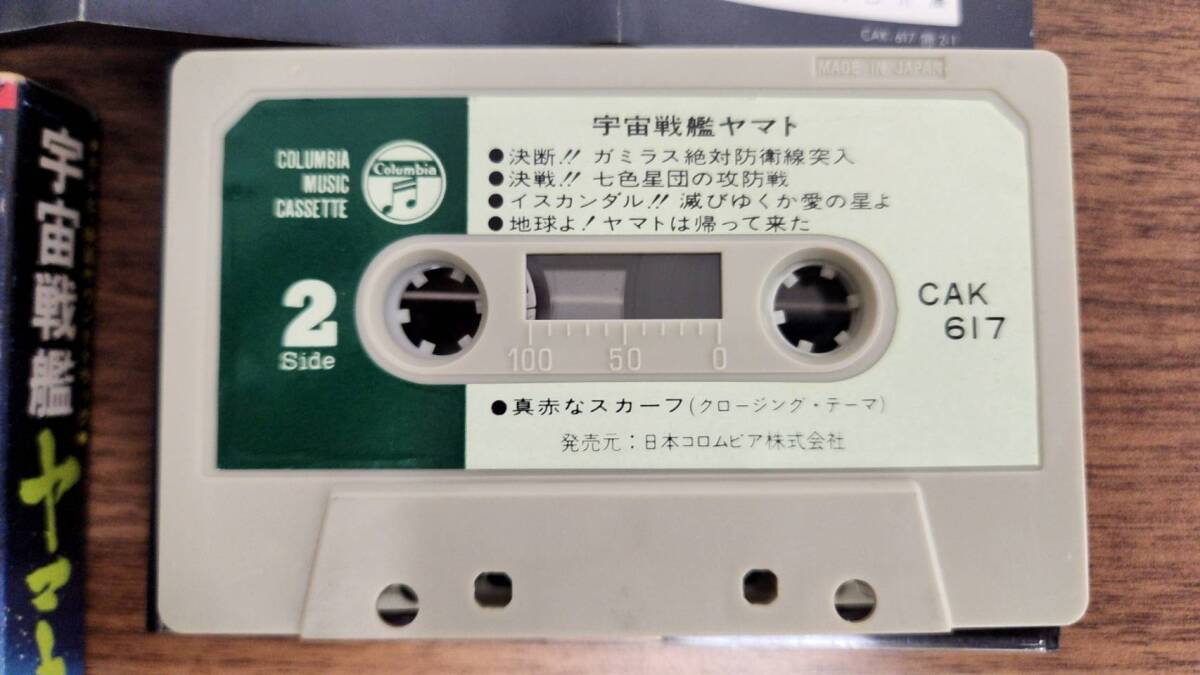 CAK 617
MADE IN JAPAN
宇宙戦艦ヤマト
COLUMBIA
MUSIC
CASSETTE
Columbia
●決断!! ガミラス絶対防衛線突入
●決戦!! 七色星団の攻防戦
●イスカンダル!! 滅びゆくか愛の星よ
●地球よ!ヤマトは帰って来た
2
Side
100 50 0
CAK
617
●真赤なスカーフ(クロージング・テーマ)
発売元:日本コロムビア株式会社
宇宙戦艦ヤマ